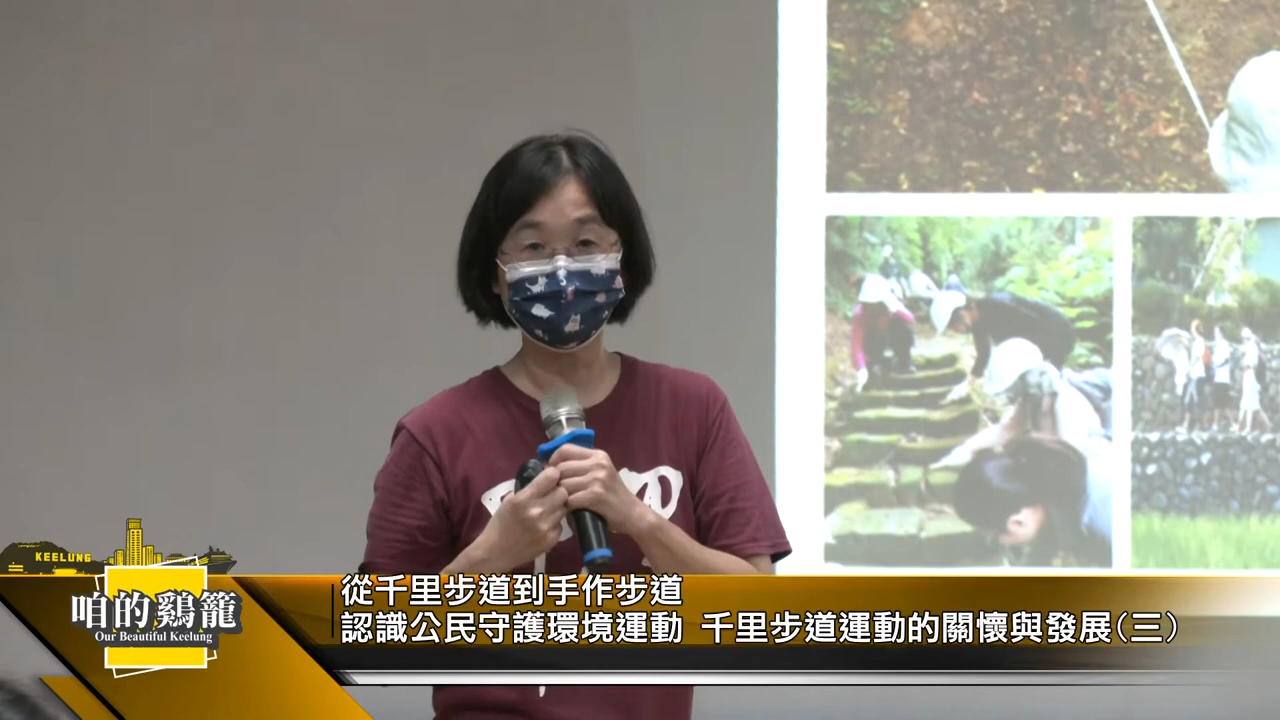 KEELUNG
咱的鷄籠
Our Beautiful Keelung
從千里步道到手作步道
認識公民守護環境運動 千里步道運動的關懷與發展(三)